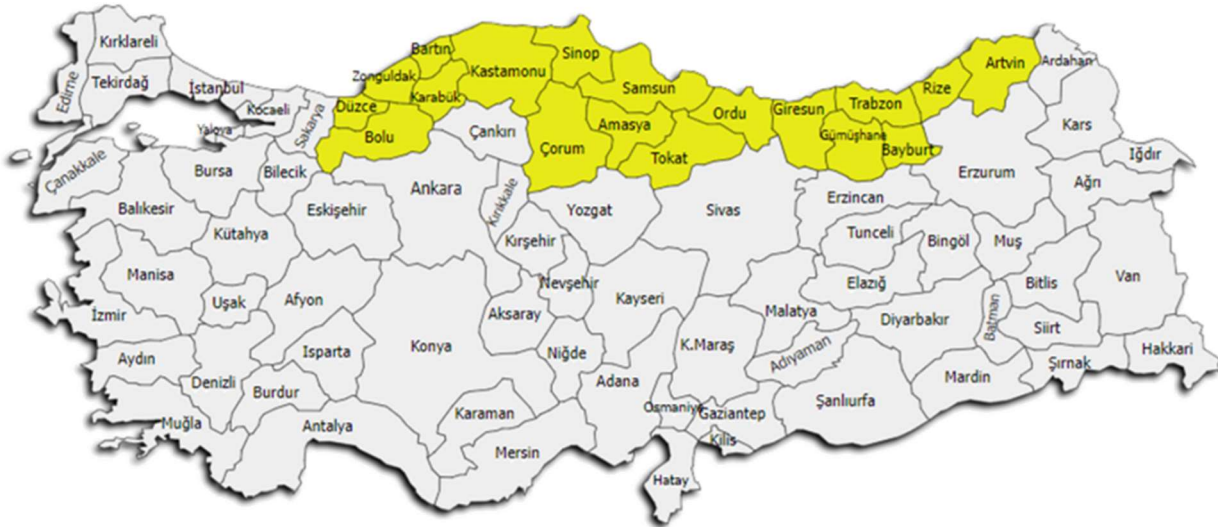 Kırklareli
Edirne
Tekirdağ
İstanbul
Kocaeli
Yalova
Sakarya
Düzce
Bolu
Zonguldak
Bartın
Karabük
Kastamonu
Sinop
Çankırı
Çorum
Samsun
Amasya
Tokat
Ordu
Giresun
Gümüşhane
Trabzon
Bayburt
Rize
Artvin
Ardahan
Kars
Iğdır
Ağrı
Erzurum
Erzincan
Sivas
Yozgat
Kırıkkale
Ankara
Eskişehir
Bilecik
Bursa
Çanakkale
Balıkesir
Kütahya
Manisa
Uşak
Afyon
İzmir
Aydın
Denizli
Isparta
Burdur
Muğla
Antalya
Konya
Karaman
Mersin
Aksaray
Niğde
Nevşehir
Kırşehir
Kayseri
Adana
Osmaniye
Hatay
K.Maraş
Gaziantep
Kilis
Adıyaman
Malatya
Şanlıurfa
Elazığ
Tunceli
Bingöl
Muş
Diyarbakır
Batman
Bitlis
Siirt
Mardin
Şırnak
Hakkari
Van